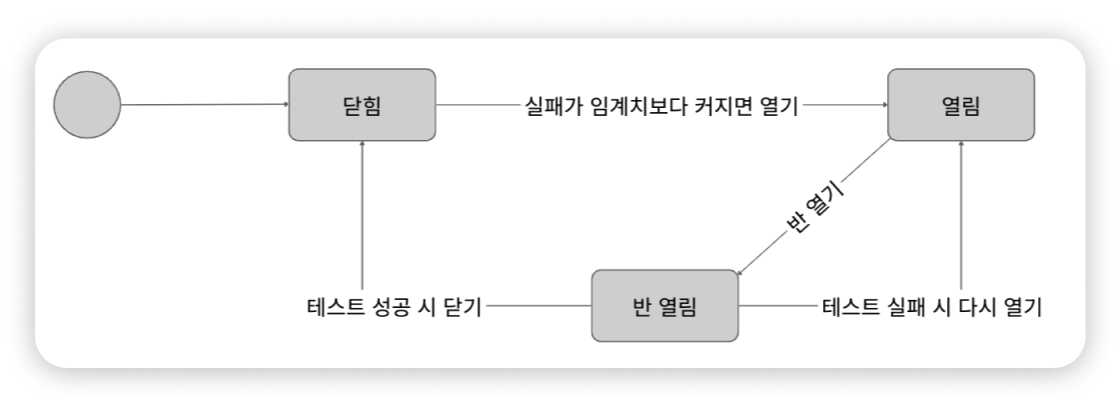 닫힘
실패가 임계치보다 커지면 열기
열림
반 열기
테스트 성공 시 닫기
반 열림
테스트 실패 시 다시 열기